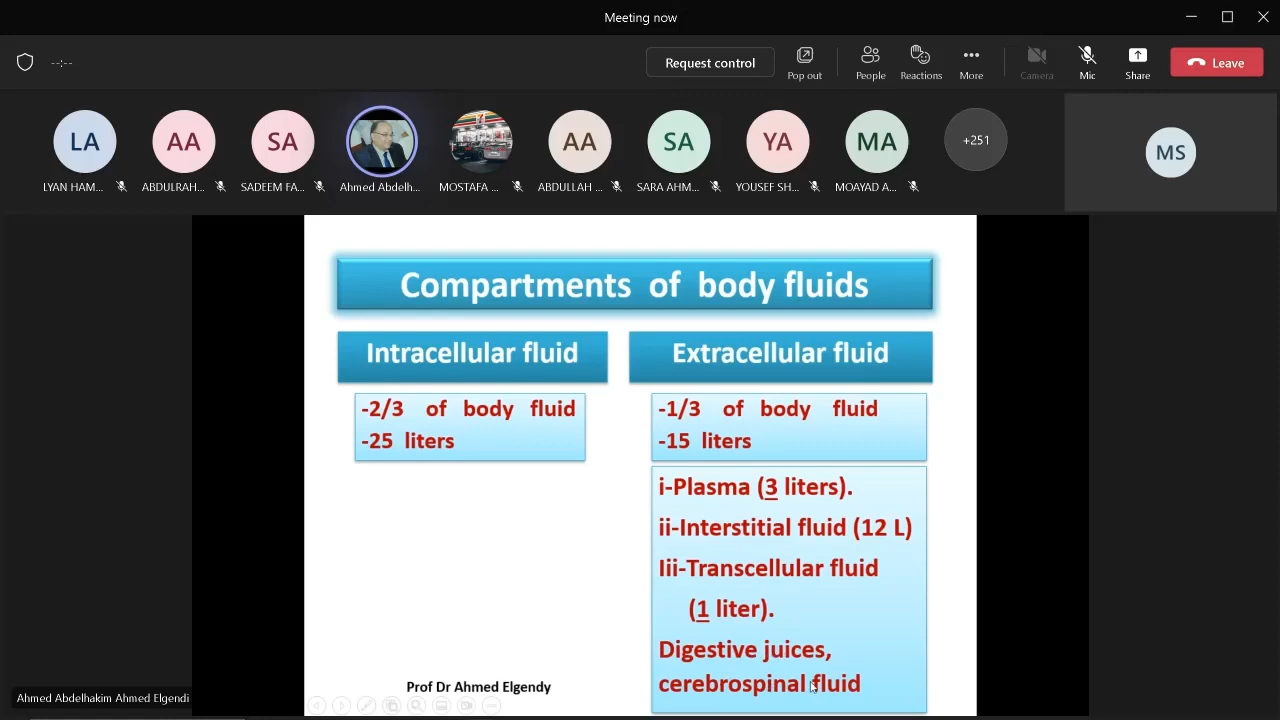 Meeting now
--:--
Request control
Pop out
People
Reactions
More
Camera
Mic
Share
Leave
LA
AA
SA
AA
SA
YA
MA
+251
MS
LYAN HAM...
ABDULRAH...
SADEEM FA...
Ahmed Abdelh...
MOSTAFA ...
ABDULLAH ...
SARA AHM...
YOUSEF SH...
MOAYAD A...
Compartments of body fluids
Intracellular fluid
-2/3 of body fluid
-25 liters
Extracellular fluid
-1/3 of body fluid
-15 liters
i-Plasma (3 liters).
ii-Interstitial fluid (12 L)
Iii-Transcellular fluid
(1 liter).
Digestive juices,
cerebrospinal fluid
Prof Dr Ahmed Elgendy
Ahmed Abdelhakim Ahmed Elgendi